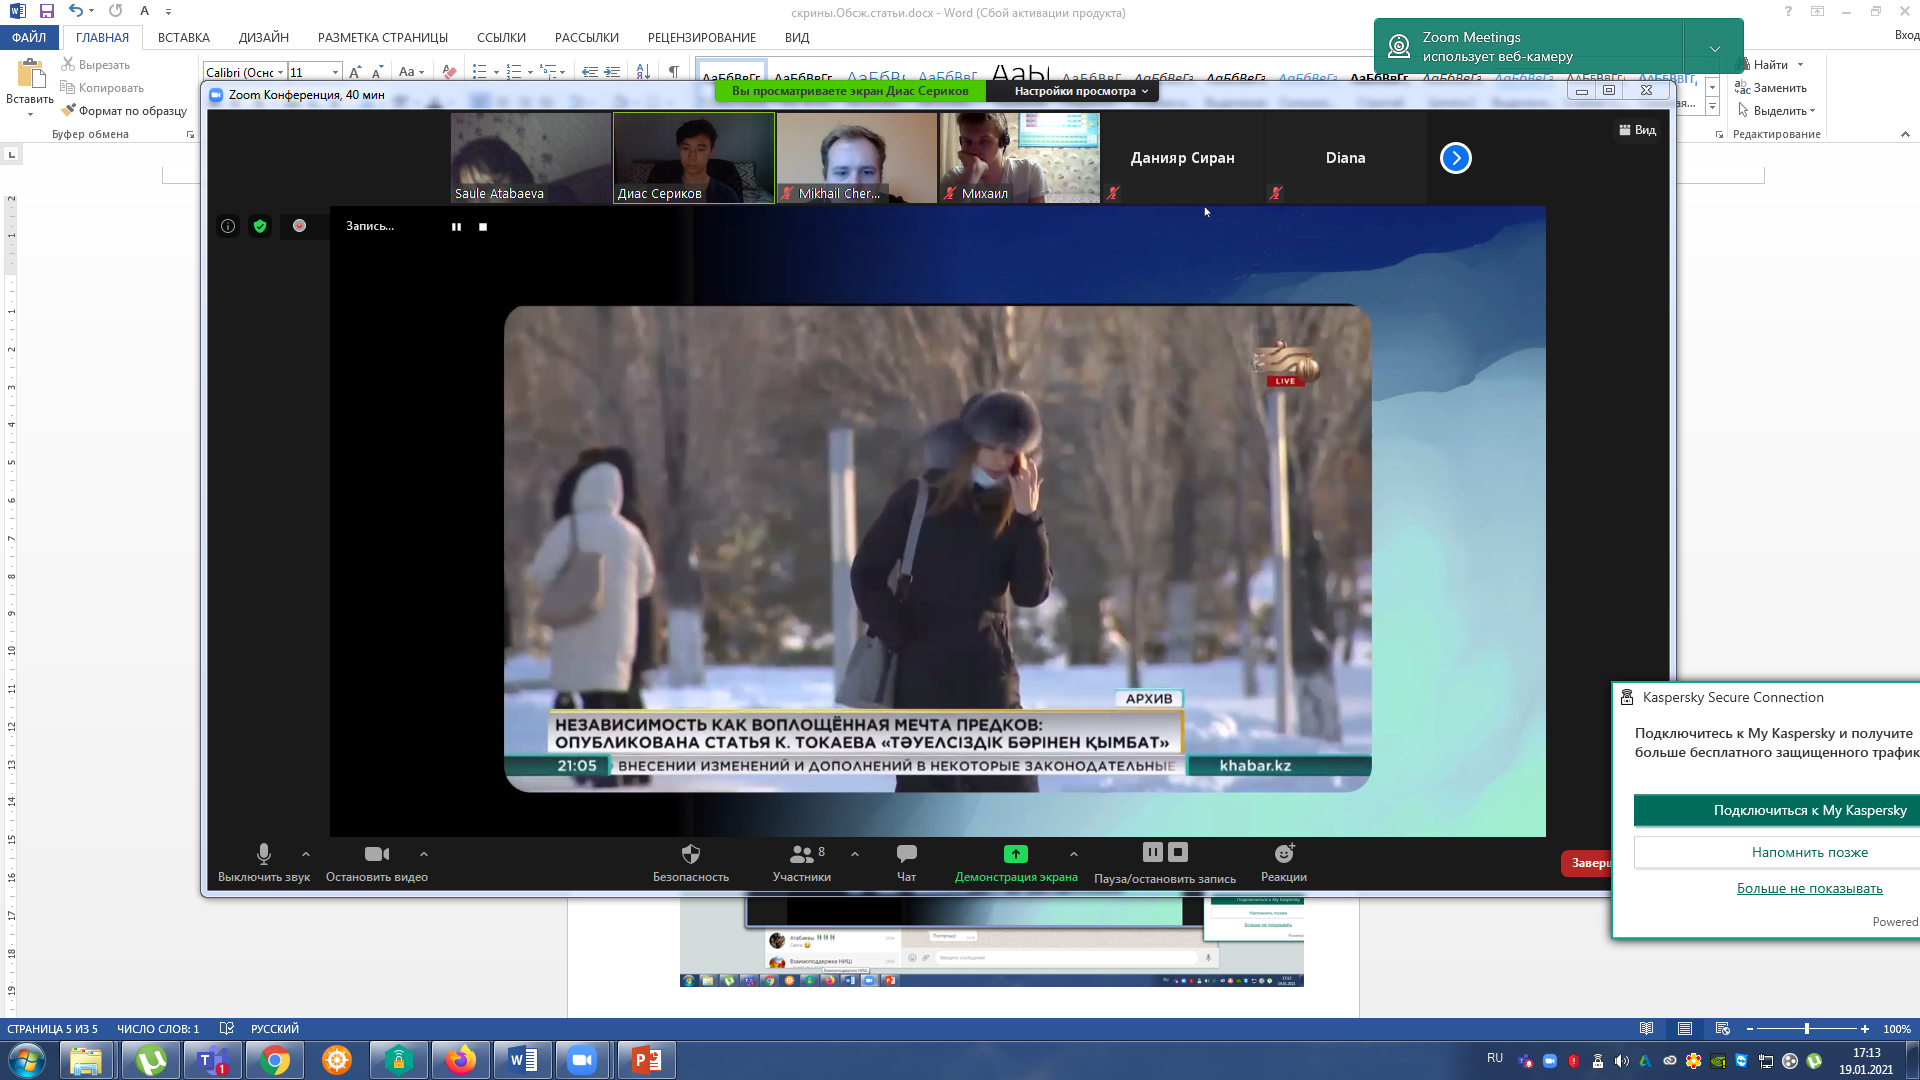 скрины.Обсж.статьи.docx - Word (Сбой активации продукта)
ФАЙЛ ГЛАВНАЯ ВСТАВКА ДИЗАЙН РАЗМЕТКА СТРАНИЦЫ ССЫЛКИ РАССЫЛКИ РЕЦЕНЗИРОВАНИЕ ВИД
Вход
Zoom Meetings
использует веб-камеру
Вставить
Вырезать
Копировать
Формат по образцу
Буфер обмена
Calibri (Оснс 11
Найти
Заменить
Выделить
Редактирование
Zoom Конференция, 40 мин
Вы просматриваете экран Диас Сериков
Настройки просмотра
Вид
Saule Atabaeva
Диас Сериков
Mikhail Cher...
Михаил
Данияр Сиран
Diana
Запись...
LIVE
АРХИВ
НЕЗАВИСИМОСТЬ КАК ВОПЛОЩЁННАЯ МЕЧТА ПРЕДКОВ:
ОПУБЛИКОВАНА СТАТЬЯ К. ТОКАЕВА «ТӘУЕЛСІЗДІК БӘРІНЕН ҚЫМБАТ»
21:05 ВНЕСЕНИИ ИЗМЕНЕНИЙ И ДОПОЛНЕНИЙ В НЕКОТОРЫЕ ЗАКОНОДАТЕЛЬНЫЕ khabar.kz
Выключить звук
Остановить видео
Безопасность
Участники 8
Чат
Демонстрация экрана
Пауза/остановить запись
Реакции
Kaspersky Secure Connection
Подключитесь к My Kaspersky и получите
больше бесплатного защищенного трафик
Подключиться к My Kaspersky
Напомнить позже
Больше не показывать
Powered
СТРАНИЦА 5 ИЗ 5 ЧИСЛО СЛОВ: 1 РУССКИЙ
100%
RU
17:13
19.01.2021